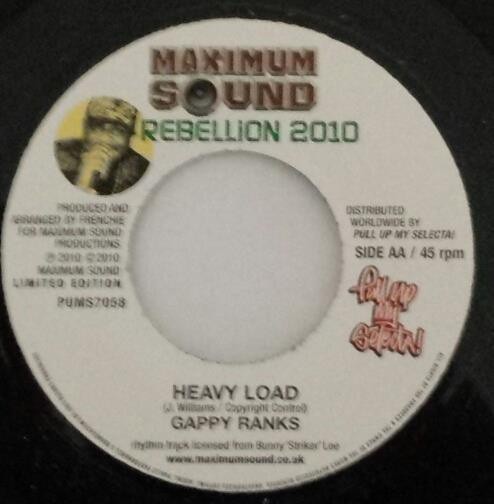 MAXIMUM
SOUND
REBELLION 2010
PRODUCED AND
ARRANGED BY FRENCHIE
FOR MAXIMUM SOUND
PRODUCTIONS.
℗ 2010 © 2010
MAXIMUM SOUND
LIMITED EDITION
PUMS7058
DISTRIBUTED
WORLDWIDE BY
PULL UP MY SELECTA!
SIDE AA / 45 rpm
Pull up
my
Selecta!
HEAVY LOAD
(J. Williams / Copyright Control)
GAPPY RANKS
rhythm track licensed from Bunny 'Striker' Lee
www.maximumsound.co.uk